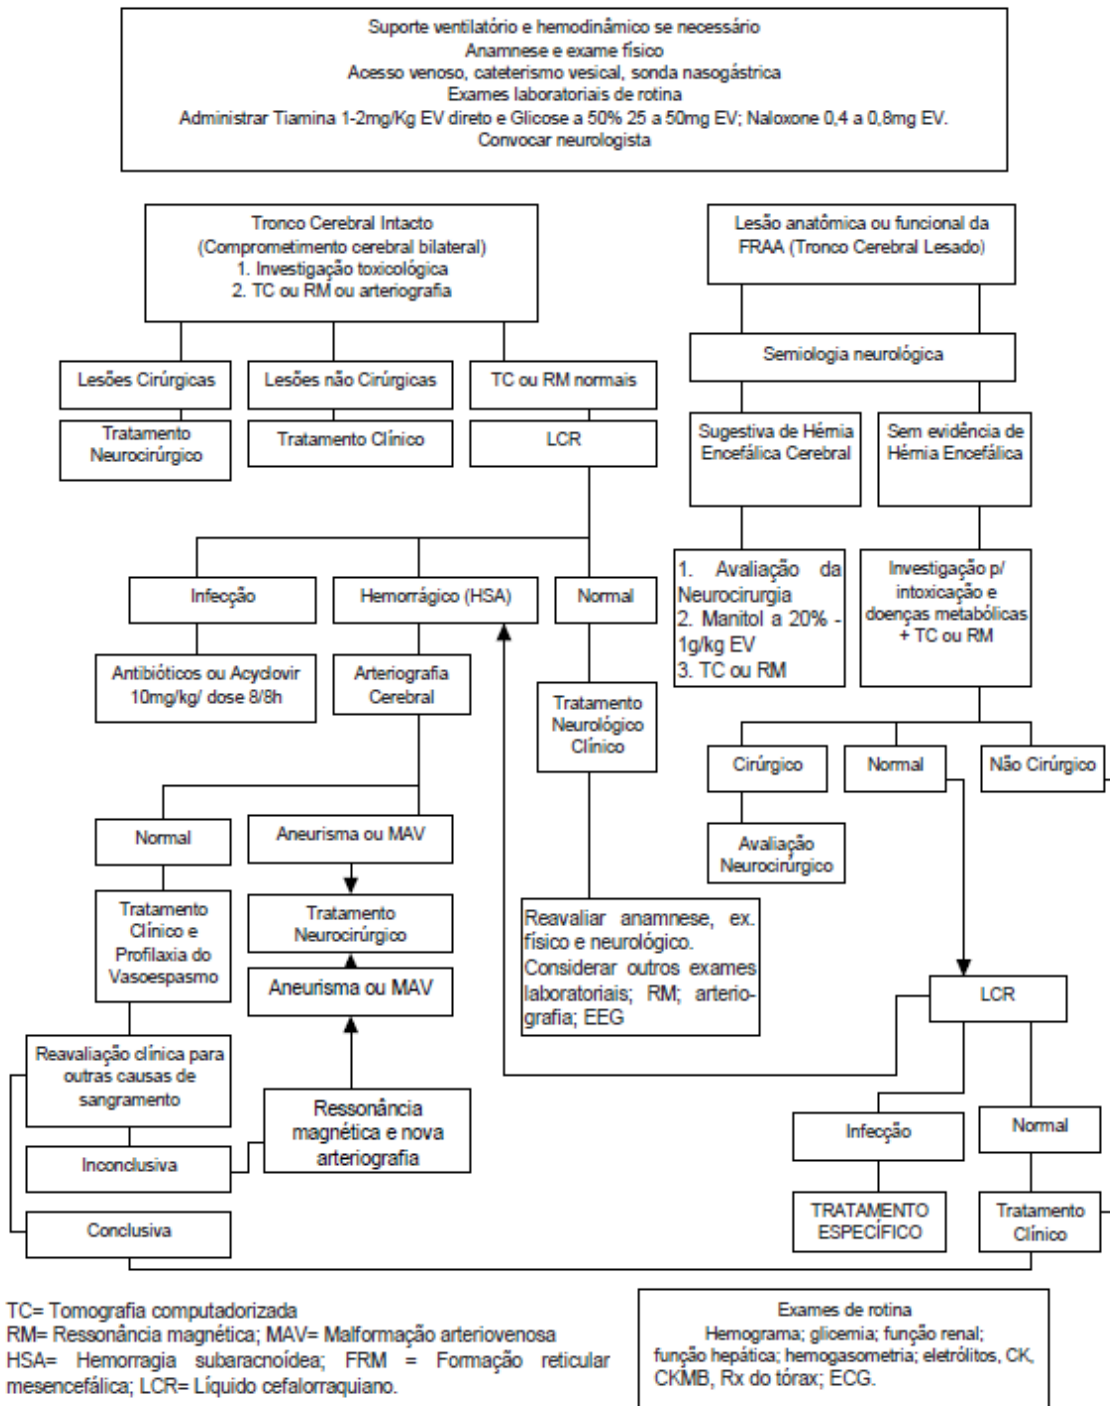 Suporte ventilatório e hemodinâmico se necessário
Anamnese e exame físico
Acesso venoso, cateterismo vesical, sonda nasogástrica
Exames laboratoriais de rotina
Administrar Tiamina 1-2mg/Kg EV direto e Glicose a 50% 25 a 50mg EV; Naloxone 0,4 a 0,8mg EV.
Convocar neurologista
Tronco Cerebral Intacto
(Comprometimento cerebral bilateral)
1. Investigação toxicológica
2. TC ou RM ou arteriografia
Lesão anatômica ou funcional da
FRAA (Tronco Cerebral Lesado)
Semiologia neurológica
Lesões Cirúrgicas
Lesões não Cirúrgicas
TC ou RM normais
Tratamento
Neurocirúrgico
Tratamento Clínico
LCR
Sugestiva de Hérnia
Encefálica Cerebral
Sem evidência de
Hérnia Encefálica
Infecção
Hemorrágico (HSA)
Normal
1. Avaliação da
Neurocirurgia
2. Manitol a 20% -
1g/kg EV
3. TC ou RM
Investigação p/
intoxicação e
doenças metabólicas
+ TC ou RM
Antibióticos ou Acyclovir
10mg/kg/ dose 8/8h
Arteriografia
Cerebral
Tratamento
Neurológico
Clínico
Cirúrgico
Normal
Não Cirúrgico
Avaliação
Neurocirúrgico
Normal
Aneurisma ou MAV
Tratamento
Clínico e
Profilaxia do
Vasoespasmo
Tratamento
Neurocirúrgico
Aneurisma ou MAV
Reavaliar anamnese, ex.
físico e neurológico.
Considerar outros exames
laboratoriais; RM; arterio-
grafia; EEG
LCR
Reavaliação clínica para
outras causas de
sangramento
Ressonância
magnética e nova
arteriografia
Inconclusiva
Conclusiva
Infecção
Normal
TRATAMENTO
ESPECÍFICO
Tratamento
Clínico
TC= Tomografia computadorizada
RM= Ressonância magnética; MAV= Malformação arteriovenosa
HSA= Hemorragia subaracnoídea; FRM = Formação reticular
mesencefálica; LCR= Líquido cefalorraquiano.
Exames de rotina
Hemograma; glicemia; função renal;
função hepática; hemogasometria; eletrólitos, CK,
CKMB, Rx do tórax; ECG.